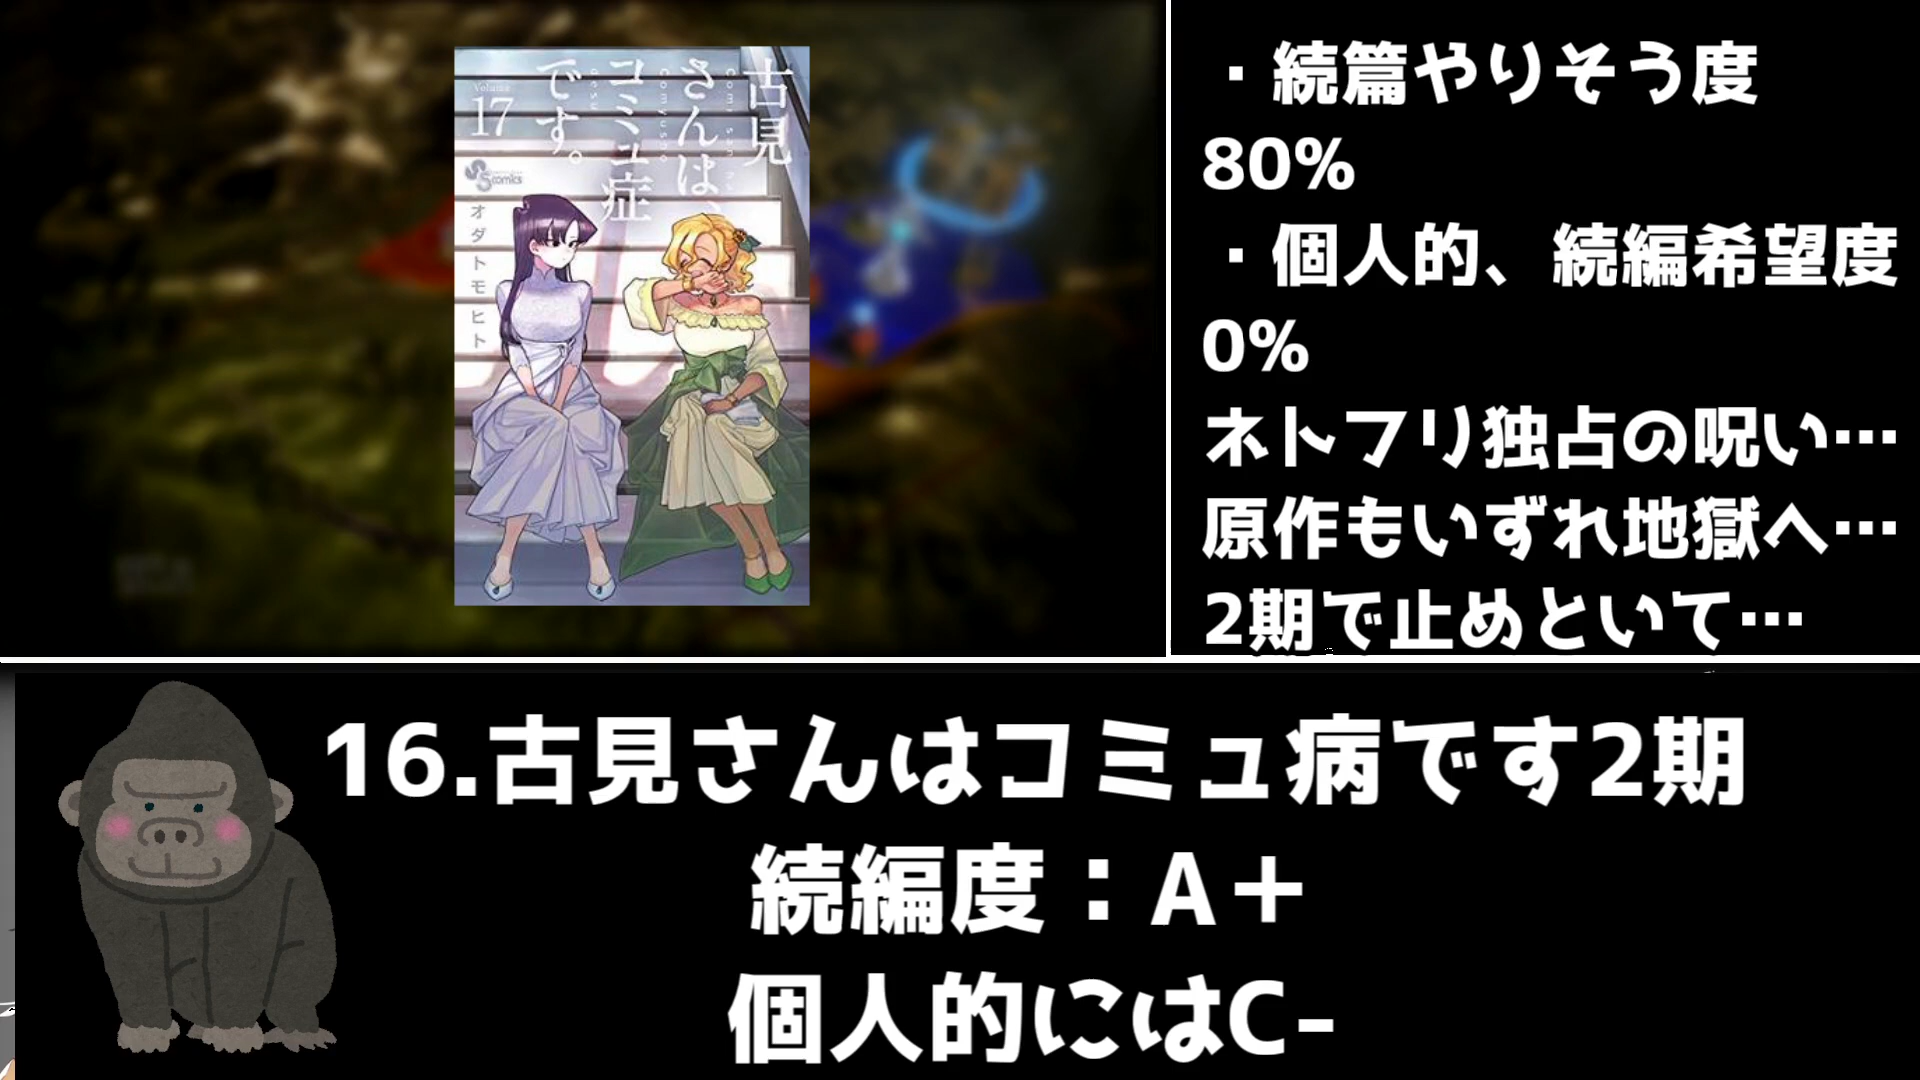 古見
さんは、
コミュ症
です。
Volume
17
comics
オダトモヒト
・続篇やりそう度
80%
・個人的、続編希望度
0%
ネトフリ独占の呪い…
原作もいずれ地獄へ…
2期で止めといて…
16.古見さんはコミュ病です2期
続編度：A＋
個人的にはC-